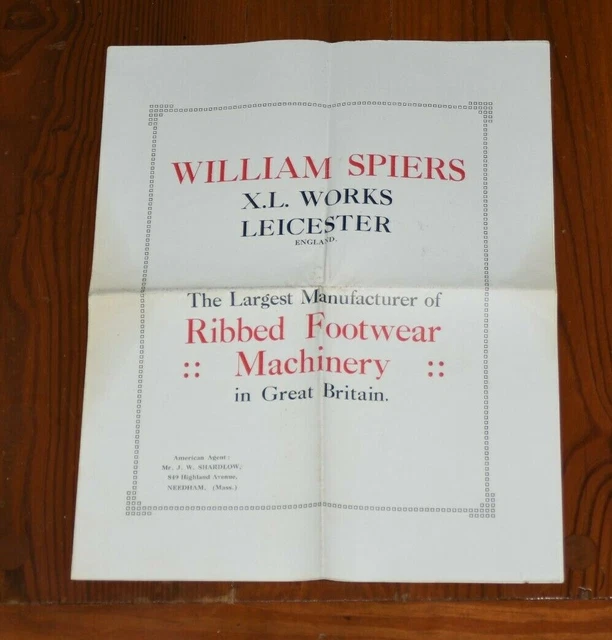 WILLIAM SPIERS
X.L. WORKS
LEICESTER
ENGLAND.
The Largest Manufacturer of
Ribbed Footwear
:: Machinery ::
in Great Britain.
American Agent:
Mr. J. W. SHARDLOW,
849 Highland Avenue,
NEEDHAM, (Mass.)